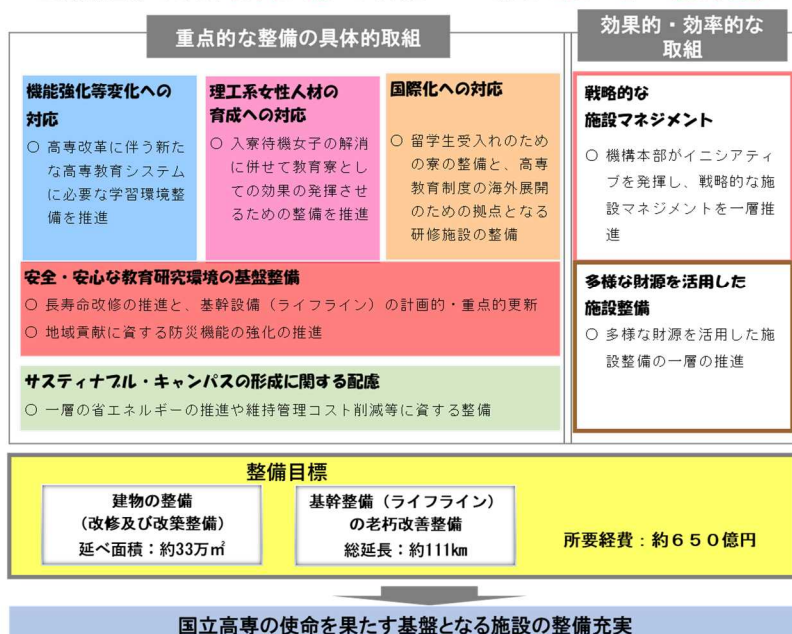 重点的な整備の具体的取組
機能強化等変化への
対応
○ 高専改革に伴う新た
な高専教育システム
に必要な学習環境整
備を推進
理工系女性人材の
育成への対応
○ 入寮待機女子の解消
に併せて教育寮とし
ての効果の発揮させ
るための整備を推進
国際化への対応
○ 留学生受入れのため
の寮の整備と、高専
教育制度の海外展開
のための拠点となる
研修施設の整備
安全・安心な教育研究環境の基盤整備
○ 長寿命改修の推進と、基幹設備（ライフライン）の計画的・重点的更新
○ 地域貢献に資する防災機能の強化の推進
サスティナブル・キャンパスの形成に関する配慮
○ 一層の省エネルギーの推進や維持管理コスト削減等に資する整備
効果的・効率的な
取組
戦略的な
施設マネジメント
○ 機構本部がイニシアティ
ブを発揮し、戦略的な施
設マネジメントを一層推
進
多様な財源を活用した
施設整備
○ 多様な財源を活用した施
設整備の一層の推進
整備目標
建物の整備
（改修及び改築整備）
延べ面積：約33万㎡
基幹整備（ライフライン）
の老朽改善整備
総延長：約111km
所要経費：約６５０億円
国立高専の使命を果たす基盤となる施設の整備充実